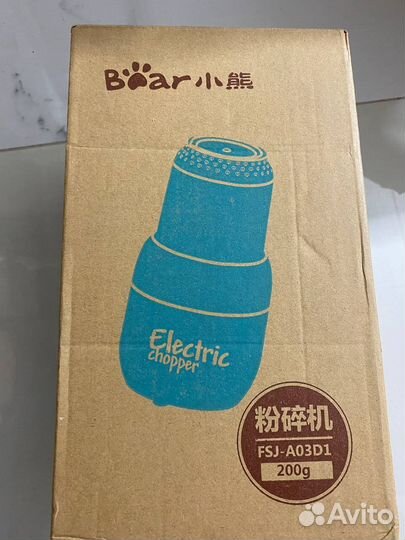 Bear小熊
Electric
chopper
粉碎机
FSJ-A03D1
200g
Avito